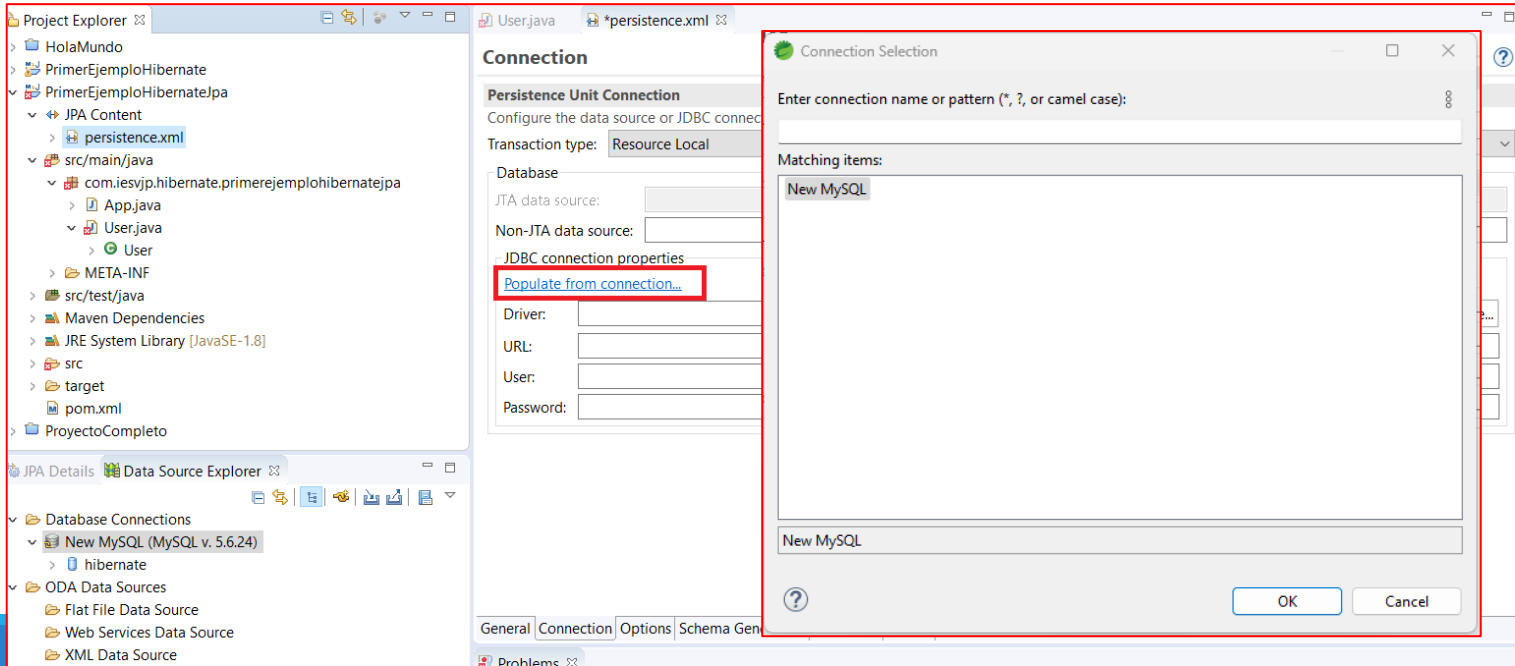 Project Explorer
HolaMundo
PrimerEjemploHibernate
PrimerEjemploHibernateJpa
JPA Content
persistence.xml
src/main/java
com.iesvjp.hibernate.primerejemplohibernatejpa
App.java
User.java
User
META-INF
src/test/java
Maven Dependencies
JRE System Library [JavaSE-1.8]
src
target
pom.xml
ProyectoCompleto
JPA Details
Data Source Explorer
Database Connections
New MySQL (MySQL v. 5.6.24)
hibernate
ODA Data Sources
Flat File Data Source
Web Services Data Source
XML Data Source
User.java
*persistence.xml
Connection
Persistence Unit Connection
Configure the data source or JDBC connec
Transaction type: Resource Local
Database
JTA data source:
Non-JTA data source:
JDBC connection properties
Populate from connection...
Driver:
URL:
User:
Password:
General Connection Options Schema Gen
Problems
Connection Selection
Enter connection name or pattern (*, ?, or camel case):
Matching items:
New MySQL
New MySQL
OK Cancel